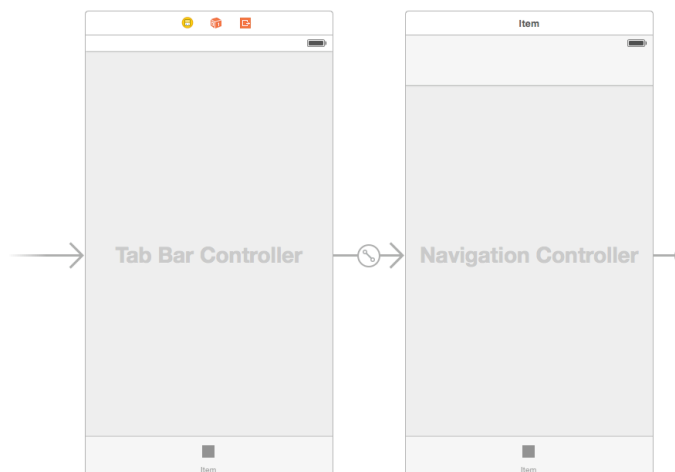 Item
Tab Bar Controller
Navigation Controller
Item
Item